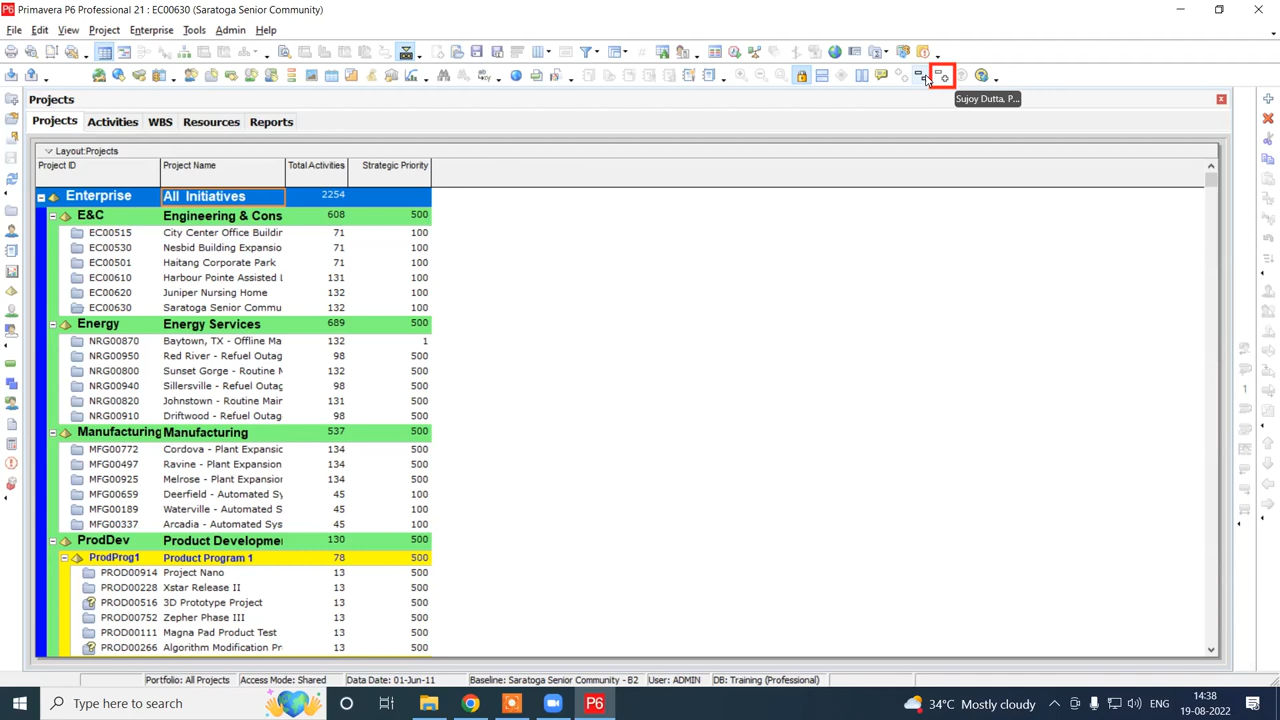 P6 Primavera P6 Professional 21 : EC00630 (Saratoga Senior Community)
File Edit View Project Enterprise Tools Admin Help
Sujoy Dutta, P...
Projects
Projects Activities WBS Resources Reports
Layout:Projects
Project ID Project Name Total Activities Strategic Priority
Enterprise All Initiatives 2254
E&C Engineering & Cons 608 500
EC00515 City Center Office Buildir 71 100
EC00530 Nesbid Building Expansio 71 100
EC00501 Haitang Corporate Park 71 100
EC00610 Harbour Pointe Assisted L 131 100
EC00620 Juniper Nursing Home 132 100
EC00630 Saratoga Senior Commu 132 100
Energy Energy Services 689 500
NRG00870 Baytown, TX - Offline Ma 132 1
NRG00950 Red River - Refuel Outag 98 500
NRG00800 Sunset Gorge - Routine M 132 500
NRG00940 Sillersville - Refuel Outag 98 500
NRG00820 Johnstown - Routine Mair 131 500
NRG00910 Driftwood - Refuel Outag 98 500
Manufacturing Manufacturing 537 500
MFG00772 Cordova - Plant Expansic 134 500
MFG00497 Ravine - Plant Expansion 134 500
MFG00925 Melrose - Plant Expansior 134 500
MFG00659 Deerfield - Automated Sy 45 100
MFG00189 Waterville - Automated S 45 100
MFG00337 Arcadia - Automated Sys 45 100
ProdDev Product Developme 130 500
ProdProg1 Product Program 1 78 500
PROD00914 Project Nano 13 500
PROD00228 Xstar Release II 13 500
PROD00516 3D Prototype Project 13 500
PROD00752 Zepher Phase III 13 500
PROD00111 Magna Pad Product Test 13 500
PROD00266 Algorithm Modification Pr 13 500
Portfolio: All Projects Access Mode: Shared Data Date: 01-Jun-11 Baseline: Saratoga Senior Community - B2 User: ADMIN DB: Training (Professional)
Type here to search P6 34°C Mostly cloudy ENG 14:38
19-08-2022